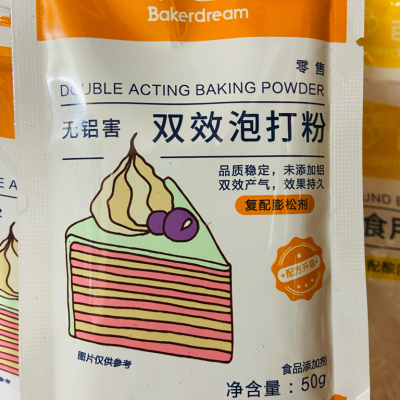 Bakerdream
零售
DOUBLE ACTING BAKING POWDER
无铝害 双效泡打粉
品质稳定，未添加铝
双效产气，效果持久
复配膨松剂
配方升级
图片仅供参考
食品添加剂
净含量：50g